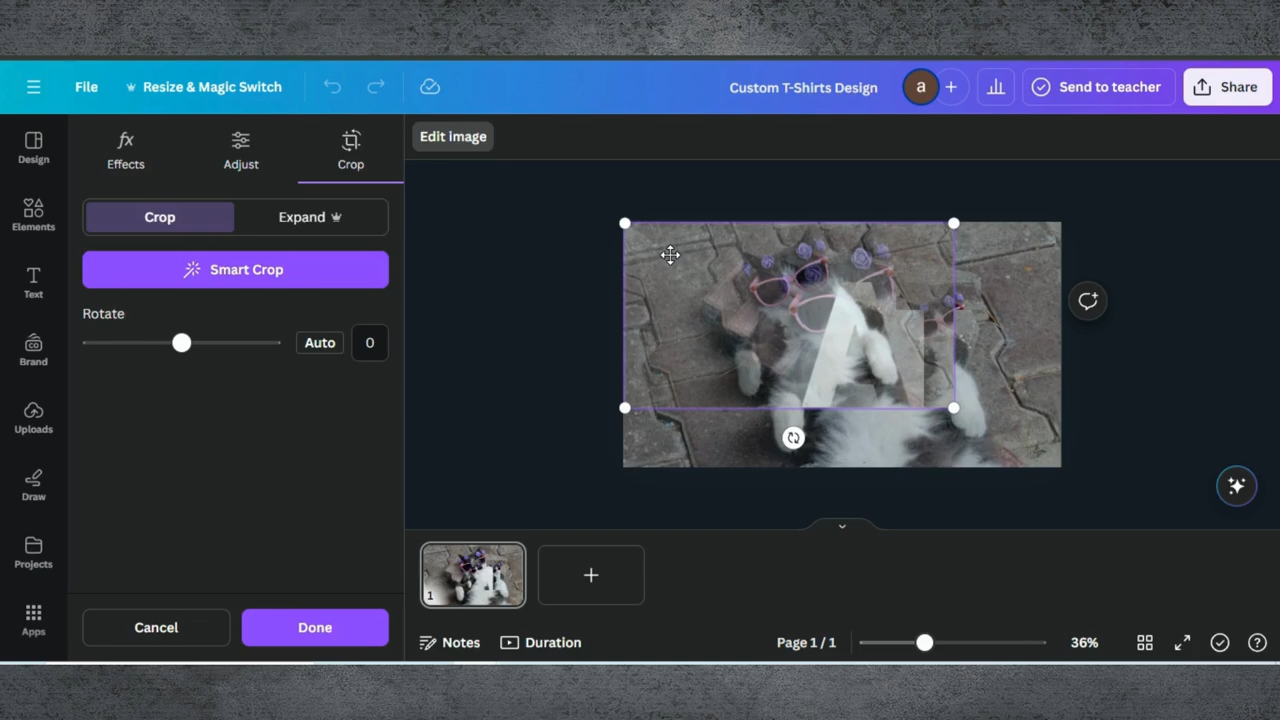 File
Resize & Magic Switch
Custom T-Shirts Design
a
Send to teacher
Share
Design
Elements
Text
Brand
Uploads
Draw
Projects
Apps
fx
Effects
Adjust
Crop
Crop
Expand
Smart Crop
Rotate
Auto
0
Cancel
Done
Edit image
1
Notes
Duration
Page 1 / 1
36%